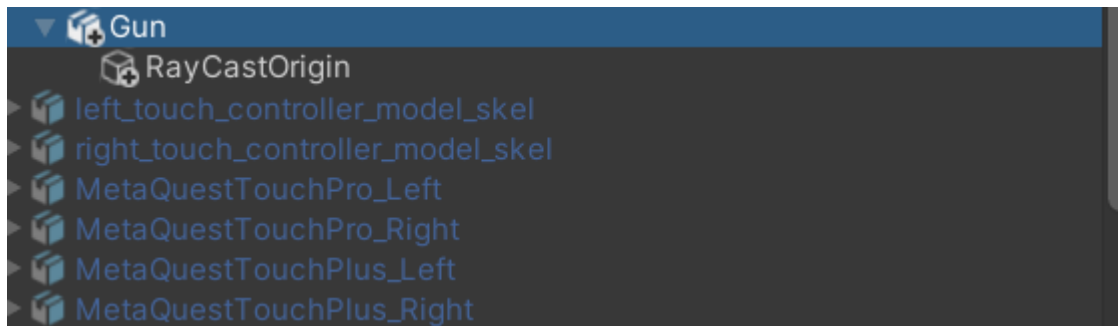 Gun
RayCastOrigin
left_touch_controller_model_skel
right_touch_controller_model_skel
MetaQuestTouchPro_Left
MetaQuestTouchPro_Right
MetaQuestTouchPlus_Left
MetaQuestTouchPlus_Right